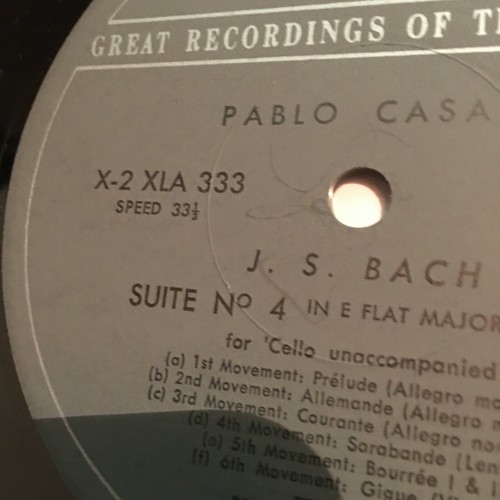 GREAT RECORDINGS OF
PABLO CASA
X-2 XLA 333
SPEED 33⅓
J. S. BACH
SUITE Nº 4 IN E FLAT MAJOR
for 'Cello unaccompanied
(a) 1st Movement: Prélude (Allegro
(b) 2nd Movement: Allemande (Allegro
(c) 3rd Movement: Courante (Allegro
(d) 4th Movement: Sarabande
(e) 5th Movement: Bourrée I &
(f) 6th Movement: Gigue